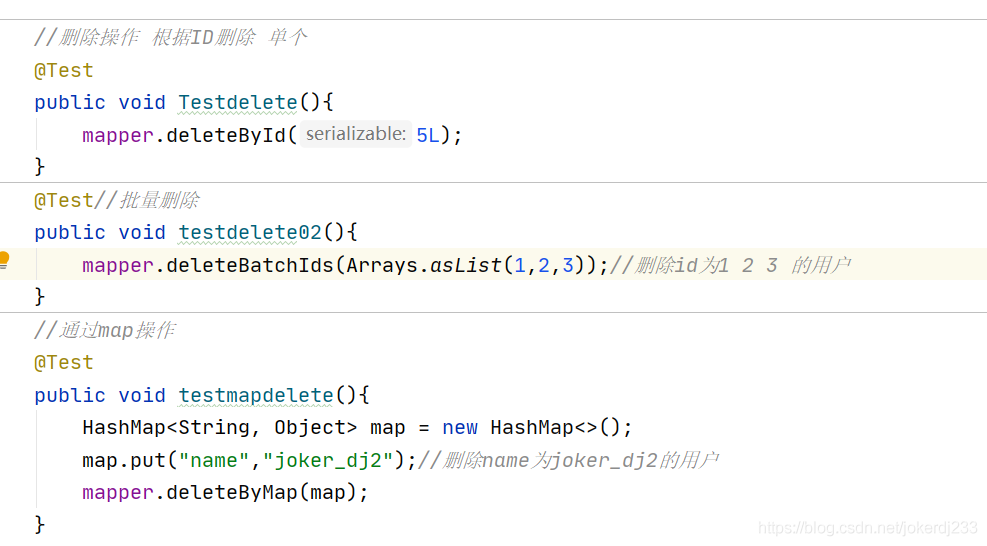 //删除操作 根据ID删除 单个
@Test
public void Testdelete(){
mapper.deleteById( serializable: 5L);
}
@Test//批量删除
public void testdelete02(){
mapper.deleteBatchIds(Arrays.asList(1,2,3));//删除id为1 2 3 的用户
}
//通过map操作
@Test
public void testmapdelete(){
HashMap<String, Object> map = new HashMap<>();
map.put("name","joker_dj2");//删除name为joker_dj2的用户
mapper.deleteByMap(map);
}
https://blog.csdn.net/jokerdj233